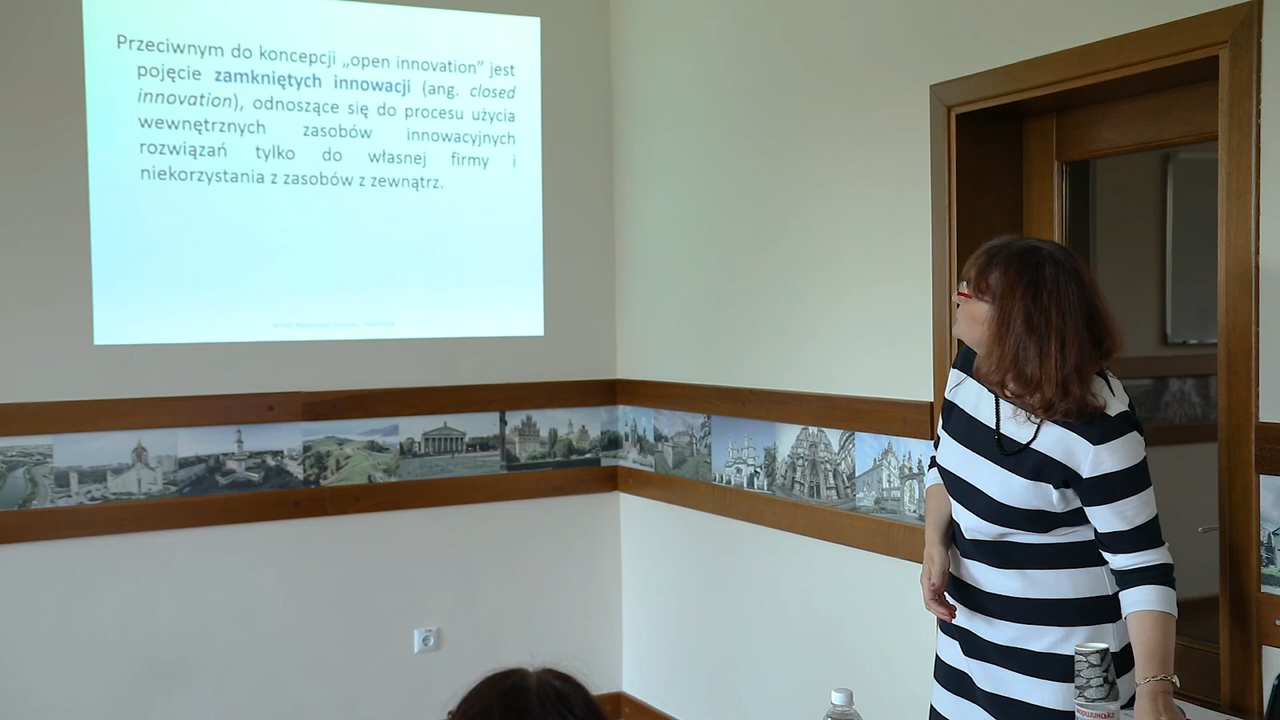 Przeciwnym do koncepcji „open innovation” jest
pojęcie zamkniętych innowacji (ang. closed
innovation), odnoszące się do procesu użycia
wewnętrznych zasobów innowacyjnych
rozwiązań tylko do własnej firmy i
niekorzystania z zasobów z zewnątrz.